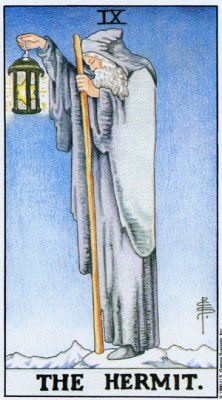 IX
THE HERMIT.